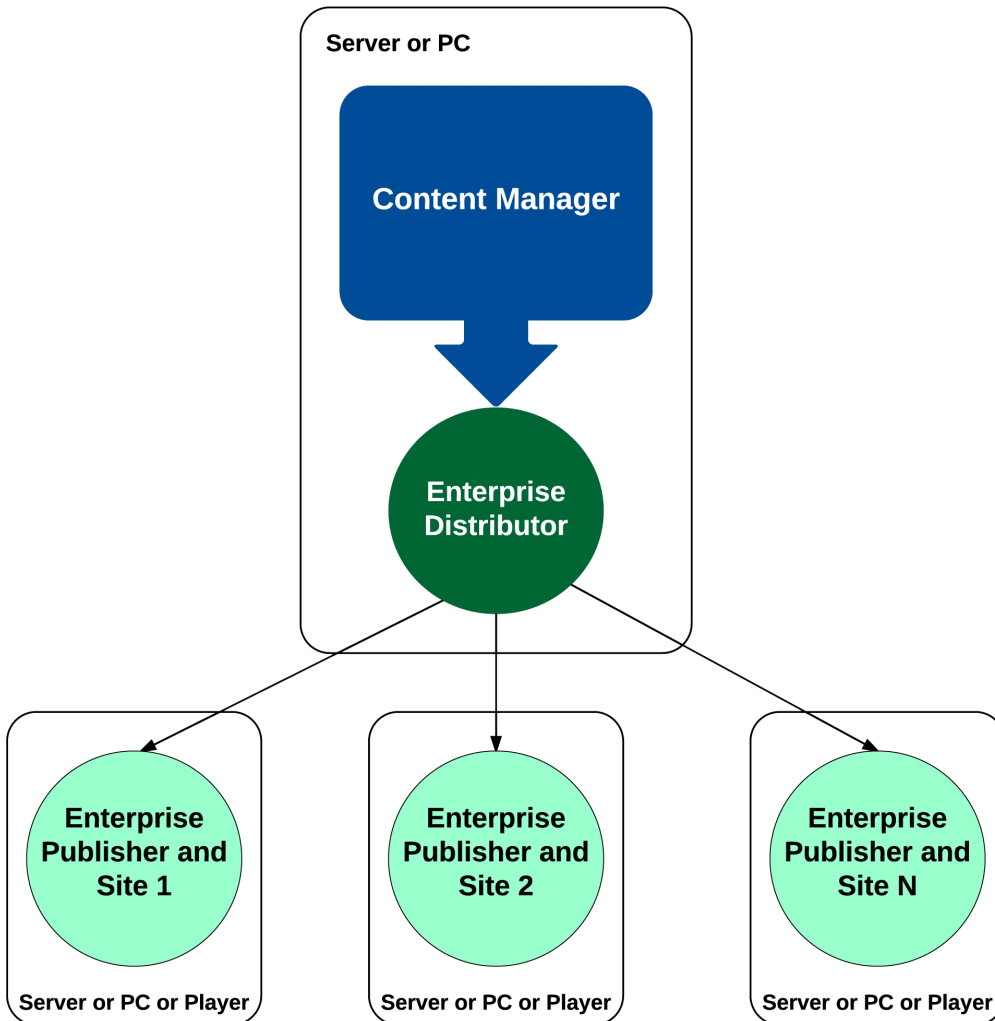 Server or PC
Content Manager
Enterprise
Distributor
Enterprise
Publisher and
Site 1
Server or PC or Player
Enterprise
Publisher and
Site 2
Server or PC or Player
Enterprise
Publisher and
Site N
Server or PC or Player